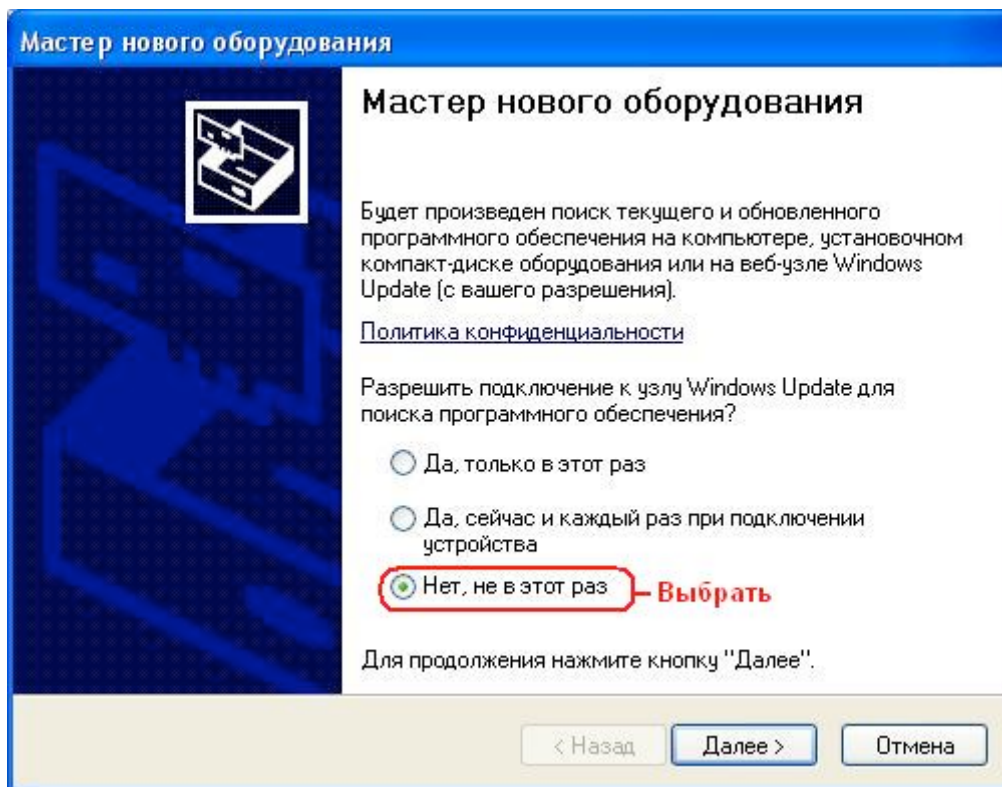 Мастер нового оборудования
Мастер нового оборудования
Будет произведен поиск текущего и обновленного
программного обеспечения на компьютере, установочном
компакт-диске оборудования или на веб-узле Windows
Update (с вашего разрешения).
Политика конфиденциальности
Разрешить подключение к узлу Windows Update для
поиска программного обеспечения?
Да, только в этот раз
Да, сейчас и каждый раз при подключении
устройства
Нет, не в этот раз
Выбрать
Для продолжения нажмите кнопку "Далее".
< Назад
Далее >
Отмена